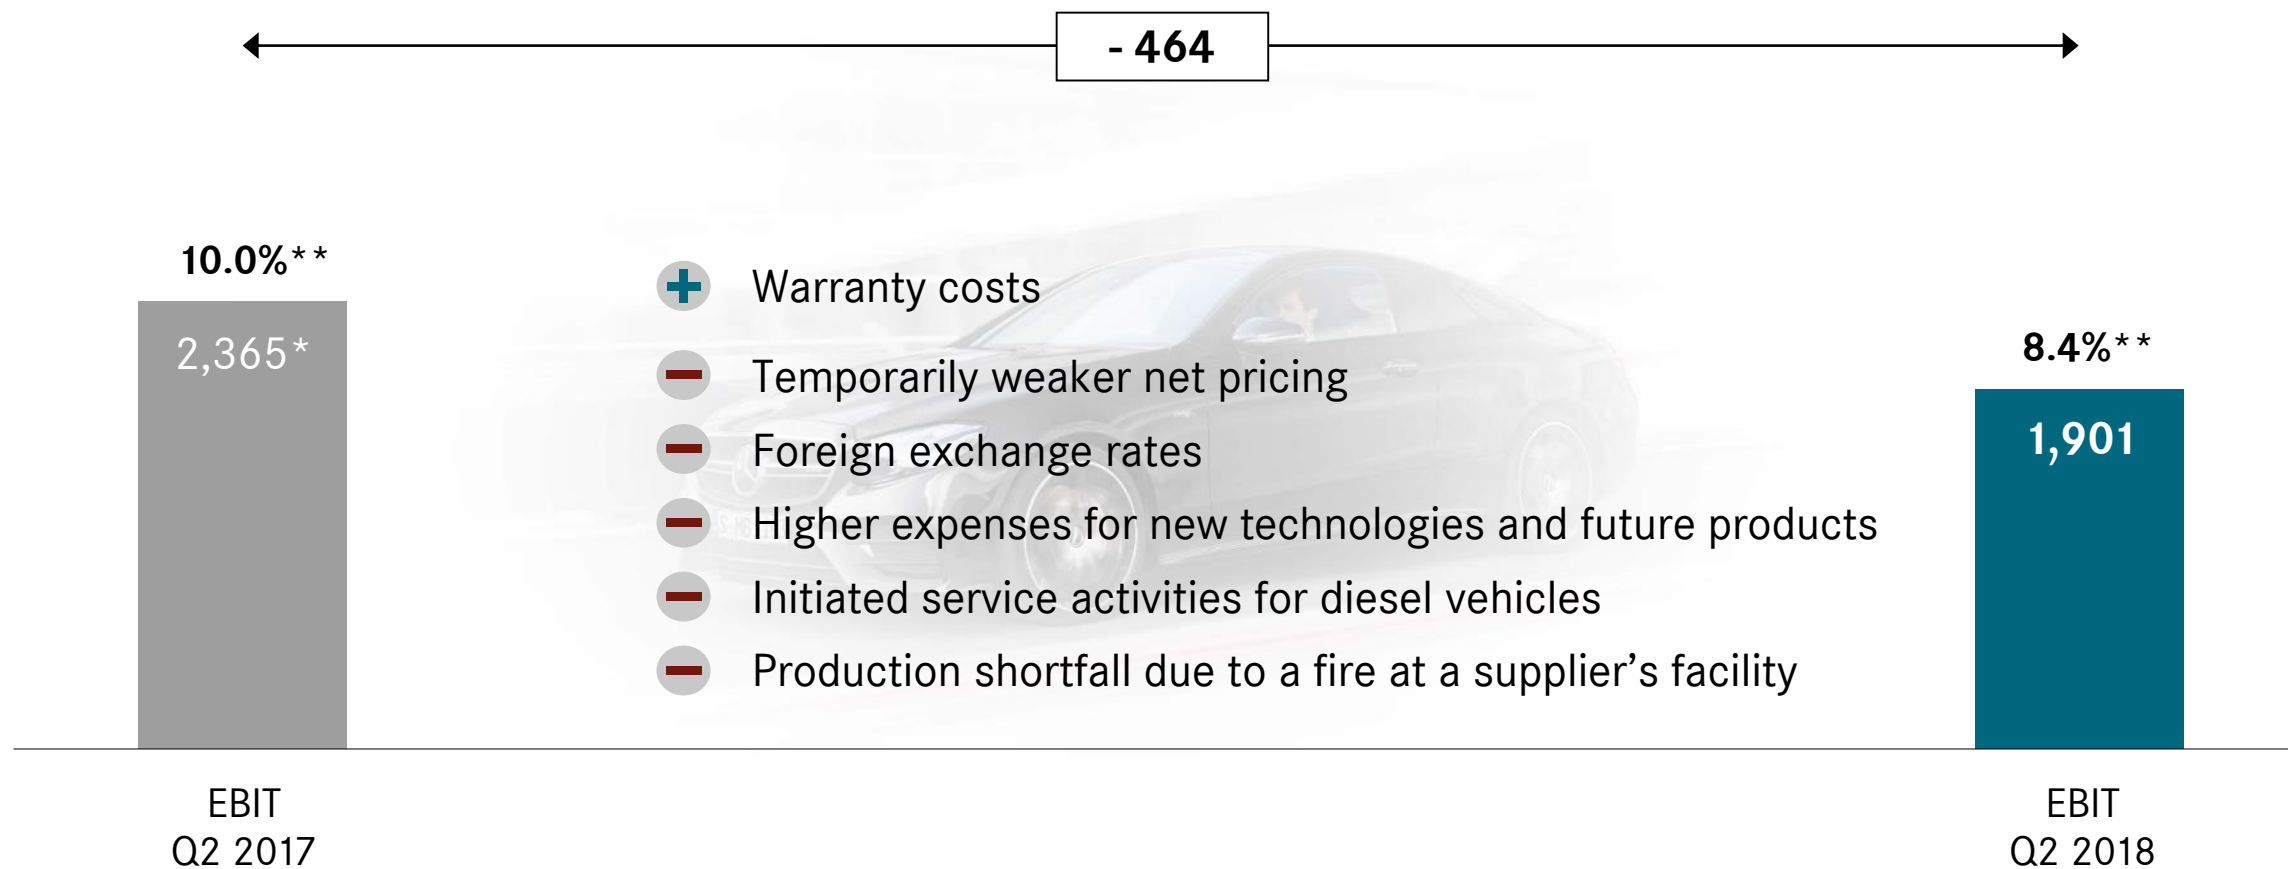 - 464
10.0%**
2,365*
+ Warranty costs
– Temporarily weaker net pricing
– Foreign exchange rates
– Higher expenses for new technologies and future products
– Initiated service activities for diesel vehicles
– Production shortfall due to a fire at a supplier’s facility
8.4%**
1,901
EBIT
Q2 2017
EBIT
Q2 2018